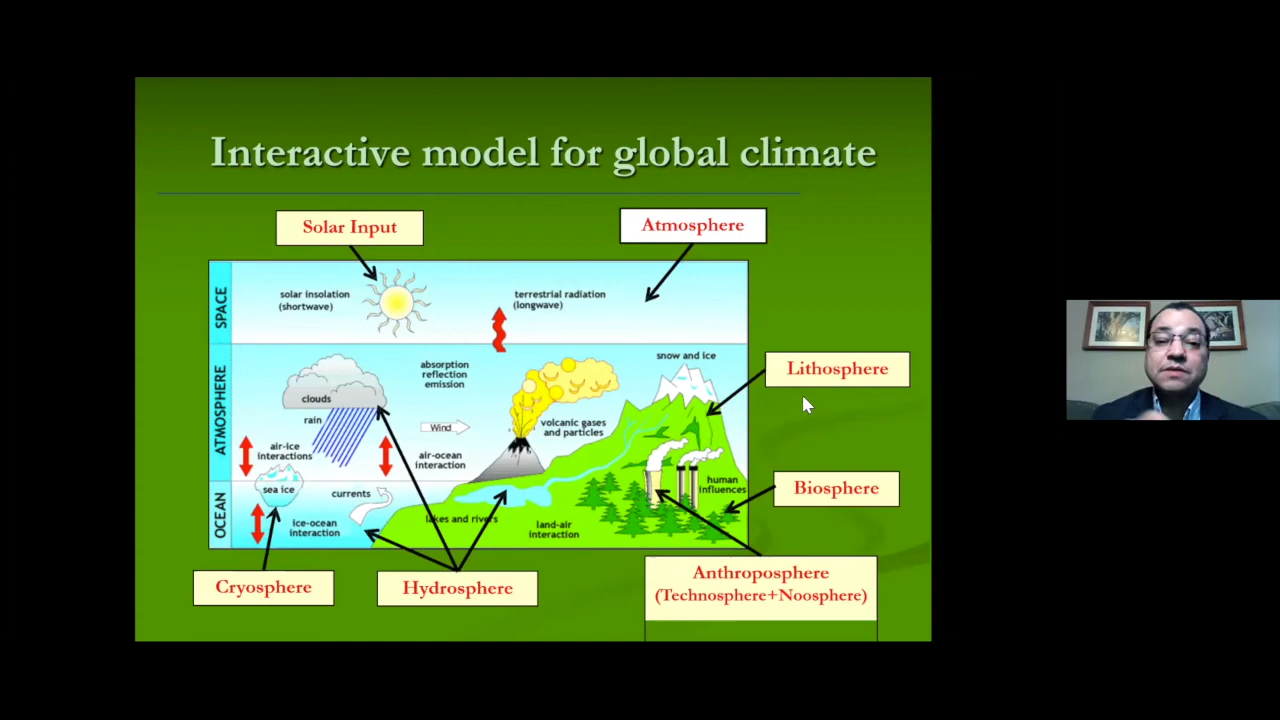 Interactive model for global climate
Solar Input
Atmosphere
SPACE
solar insolation
(shortwave)
terrestrial radiation
(longwave)
ATMOSPHERE
clouds
rain
absorption
reflection
emission
snow and ice
Lithosphere
Wind
volcanic gases
and particles
air-ice
interactions
air-ocean
interaction
human
influences
Biosphere
OCEAN
sea ice
currents
ice-ocean
interaction
lakes and rivers
land-air
interaction
Cryosphere
Hydrosphere
Anthroposphere
(Technosphere+Noosphere)